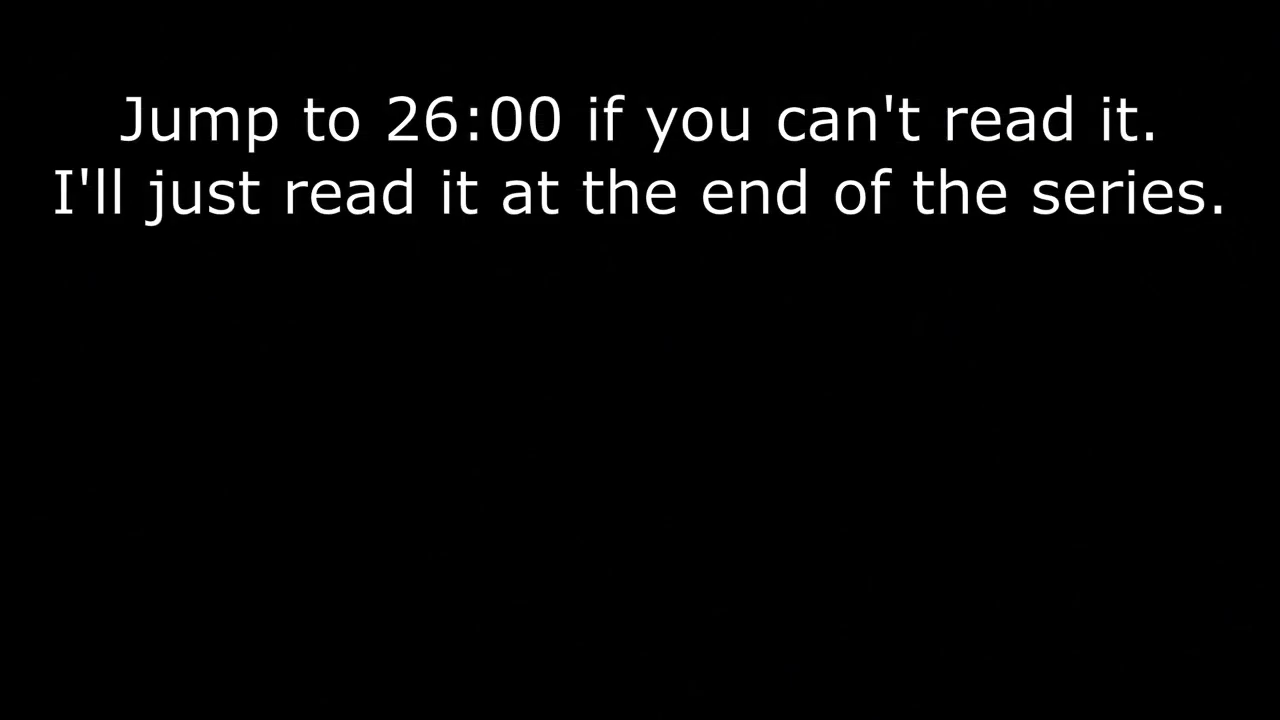 Jump to 26:00 if you can't read it.
I'll just read it at the end of the series.